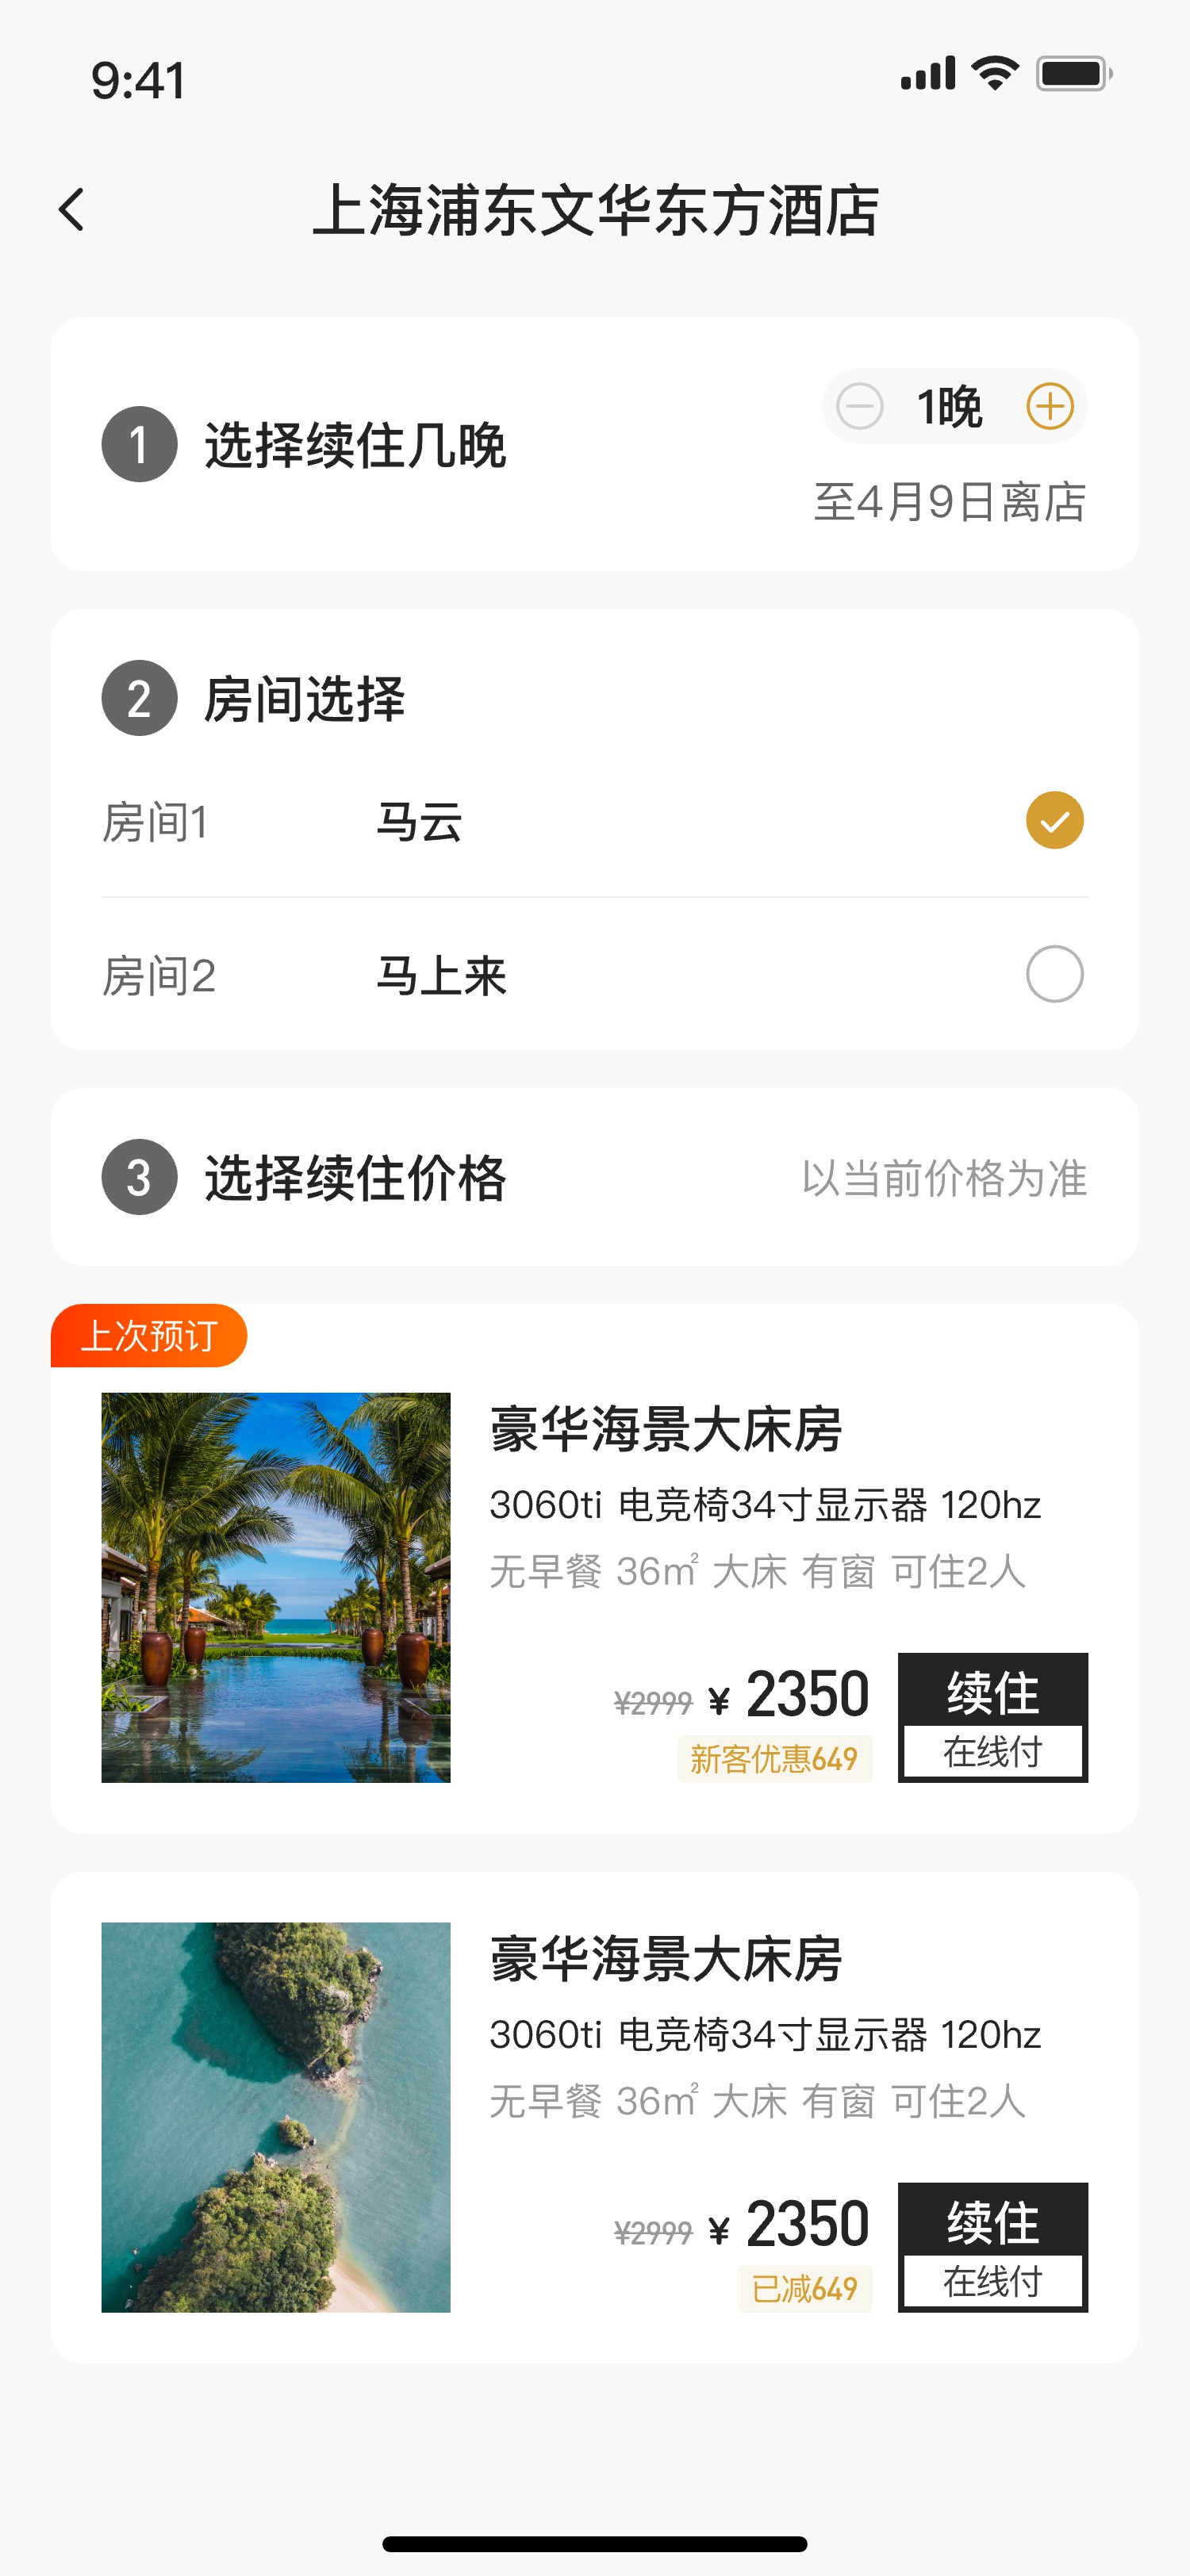 9:41
上海浦东文华东方酒店
1 选择续住几晚
1晚
至4月9日离店
2 房间选择
房间1 马云
房间2 马上来
3 选择续住价格 以当前价格为准
上次预订
豪华海景大床房
3060ti 电竞椅34寸显示器 120hz
无早餐 36㎡ 大床 有窗 可住2人
¥2999 ¥ 2350
新客优惠649
续住
在线付
豪华海景大床房
3060ti 电竞椅34寸显示器 120hz
无早餐 36㎡ 大床 有窗 可住2人
¥2999 ¥ 2350
已减649
续住
在线付